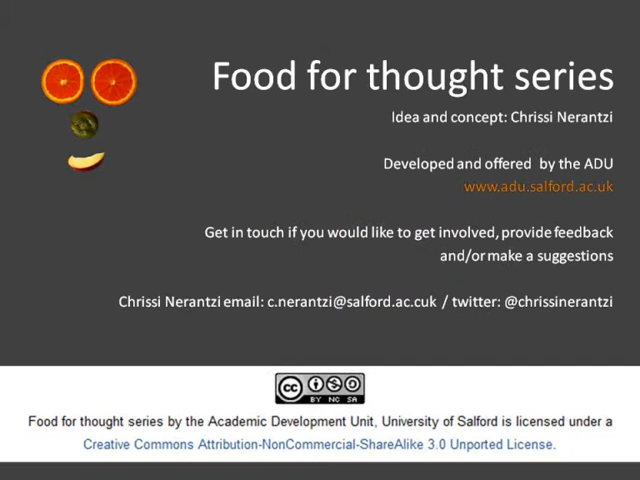 Food for thought series
Idea and concept: Chrissi Nerantzi
Developed and offered by the ADU
www.adu.salford.ac.uk
Get in touch if you would like to get involved, provide feedback
and/or make a suggestions
Chrissi Nerantzi email: c.nerantzi@salford.ac.cuk / twitter: @chrissinerantzi
cc
BY NC SA
Food for thought series by the Academic Development Unit, University of Salford is licensed under a
Creative Commons Attribution-NonCommercial-ShareAlike 3.0 Unported License.